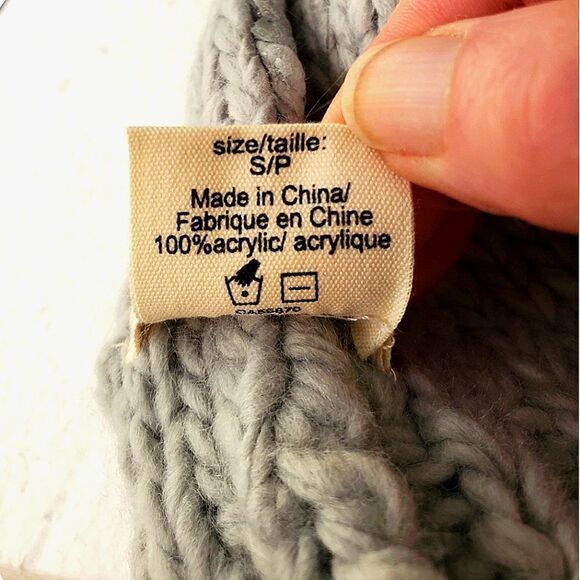 size/taille:
S/P
Made in China/
Fabrique en Chine
100%acrylic/ acrylique